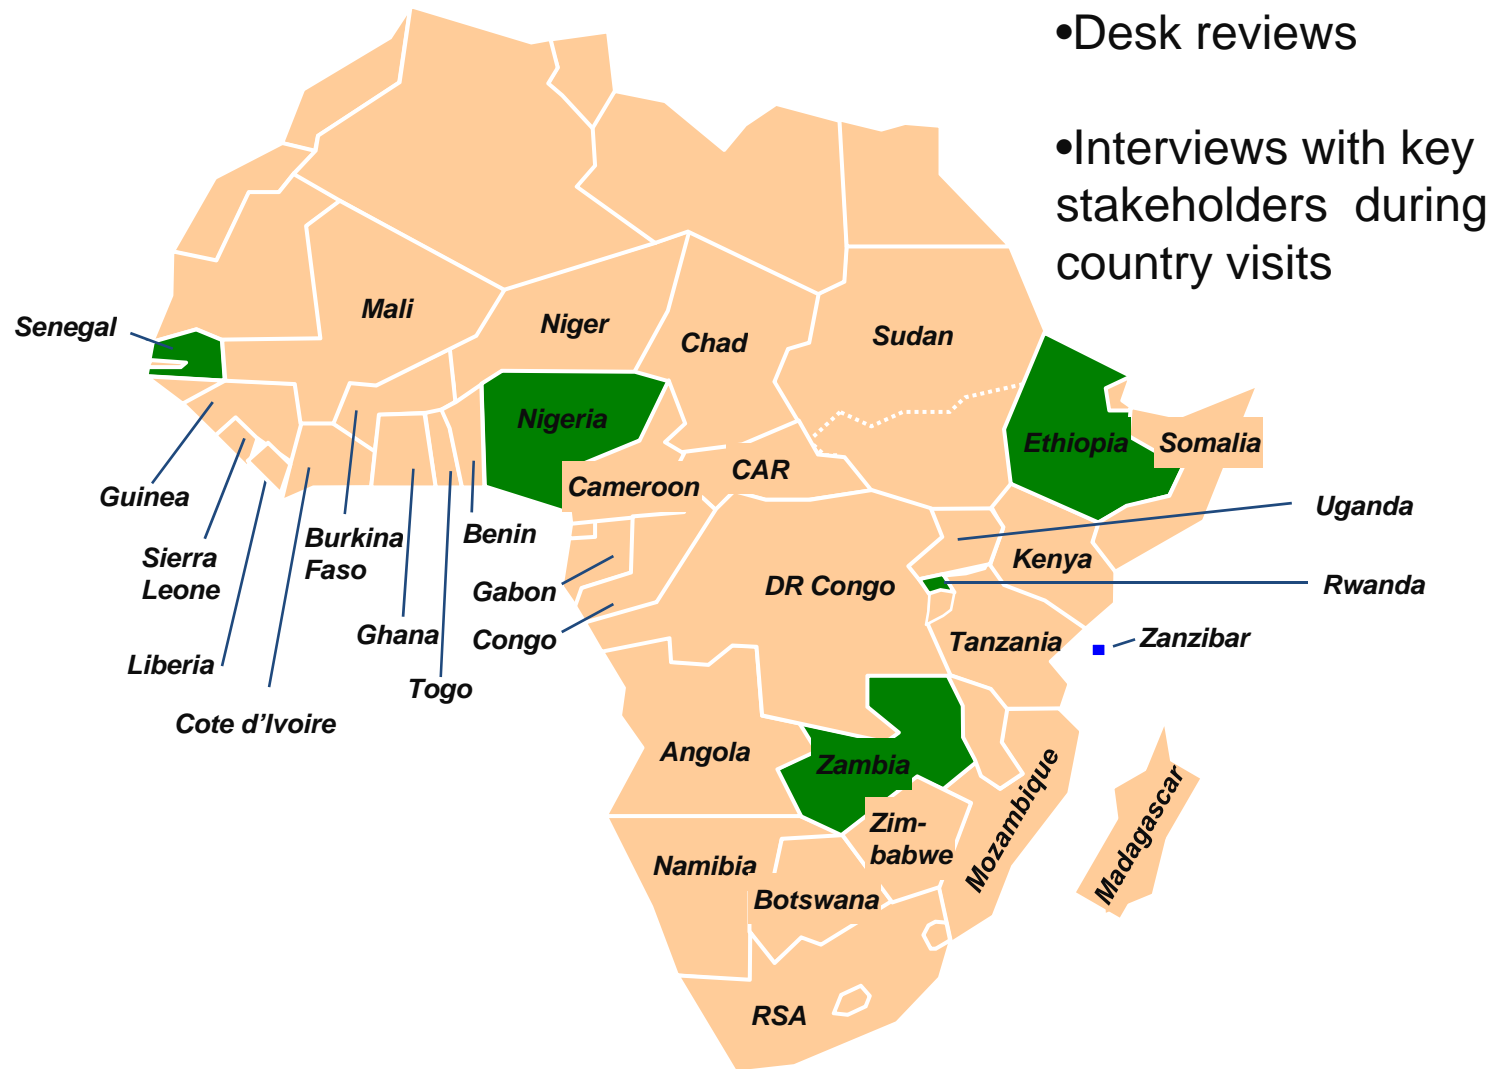 •Desk reviews
•Interviews with key
stakeholders during
country visits
Mali
Niger
Chad
Sudan
Senegal
Nigeria
Ethiopia
Somalia
CAR
Cameroon
Guinea
Sierra
Leone
Liberia
Cote d'Ivoire
Burkina
Faso
Ghana
Togo
Benin
Gabon
Congo
DR Congo
Uganda
Kenya
Rwanda
Tanzania
Zanzibar
Angola
Zambia
Zim-
babwe
Mozambique
Madagascar
Namibia
Botswana
RSA